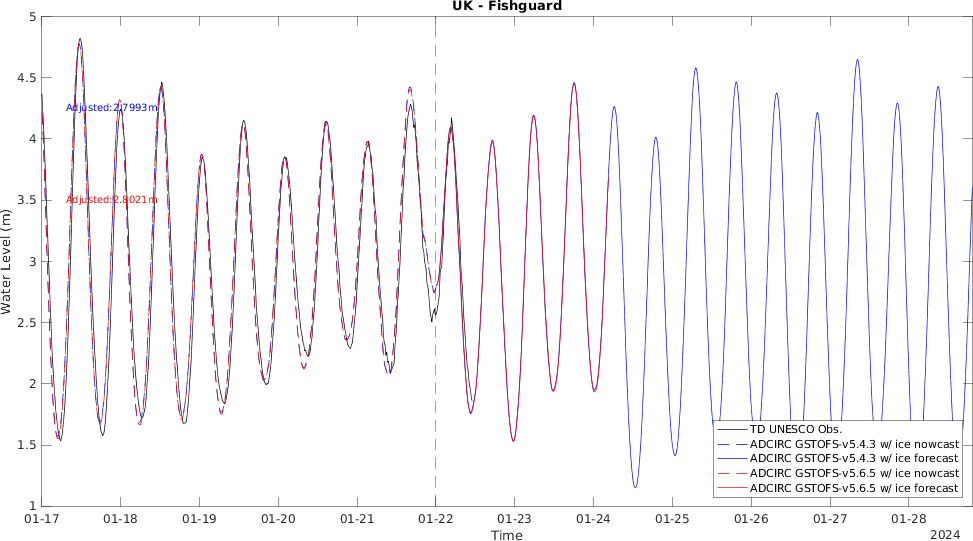 UK - Fishguard
5
4.5
4
3.5
3
2.5
2
1.5
1
Water Level (m)
Adjusted:2.7993m
Adjusted:2.8021m
TD UNESCO Obs.
ADCIRC GSTOFS-v5.4.3 w/ ice nowcast
ADCIRC GSTOFS-v5.4.3 w/ ice forecast
ADCIRC GSTOFS-v5.6.5 w/ ice nowcast
ADCIRC GSTOFS-v5.6.5 w/ ice forecast
01-17 01-18 01-19 01-20 01-21 01-22 01-23 01-24 01-25 01-26 01-27 01-28
Time
2024